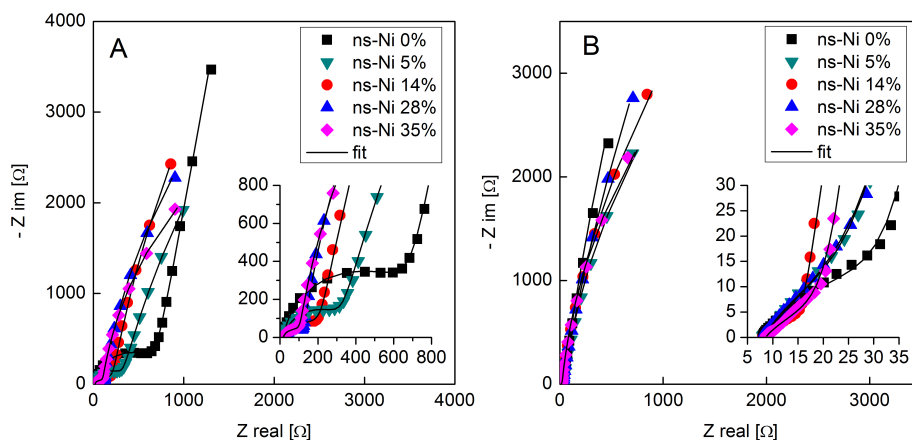 A
ns-Ni 0%
ns-Ni 5%
ns-Ni 14%
ns-Ni 28%
ns-Ni 35%
fit
4000
3000
2000
1000
0
- Z im [Ω]
0 1000 2000 3000 4000
Z real [Ω]
800
600
400
200
0
0 200 400 600 800
B
ns-Ni 0%
ns-Ni 5%
ns-Ni 14%
ns-Ni 28%
ns-Ni 35%
fit
3000
2000
1000
0
- Z im [Ω]
0 1000 2000 3000
Z real [Ω]
30
25
20
15
10
5
0
5 10 15 20 25 30 35